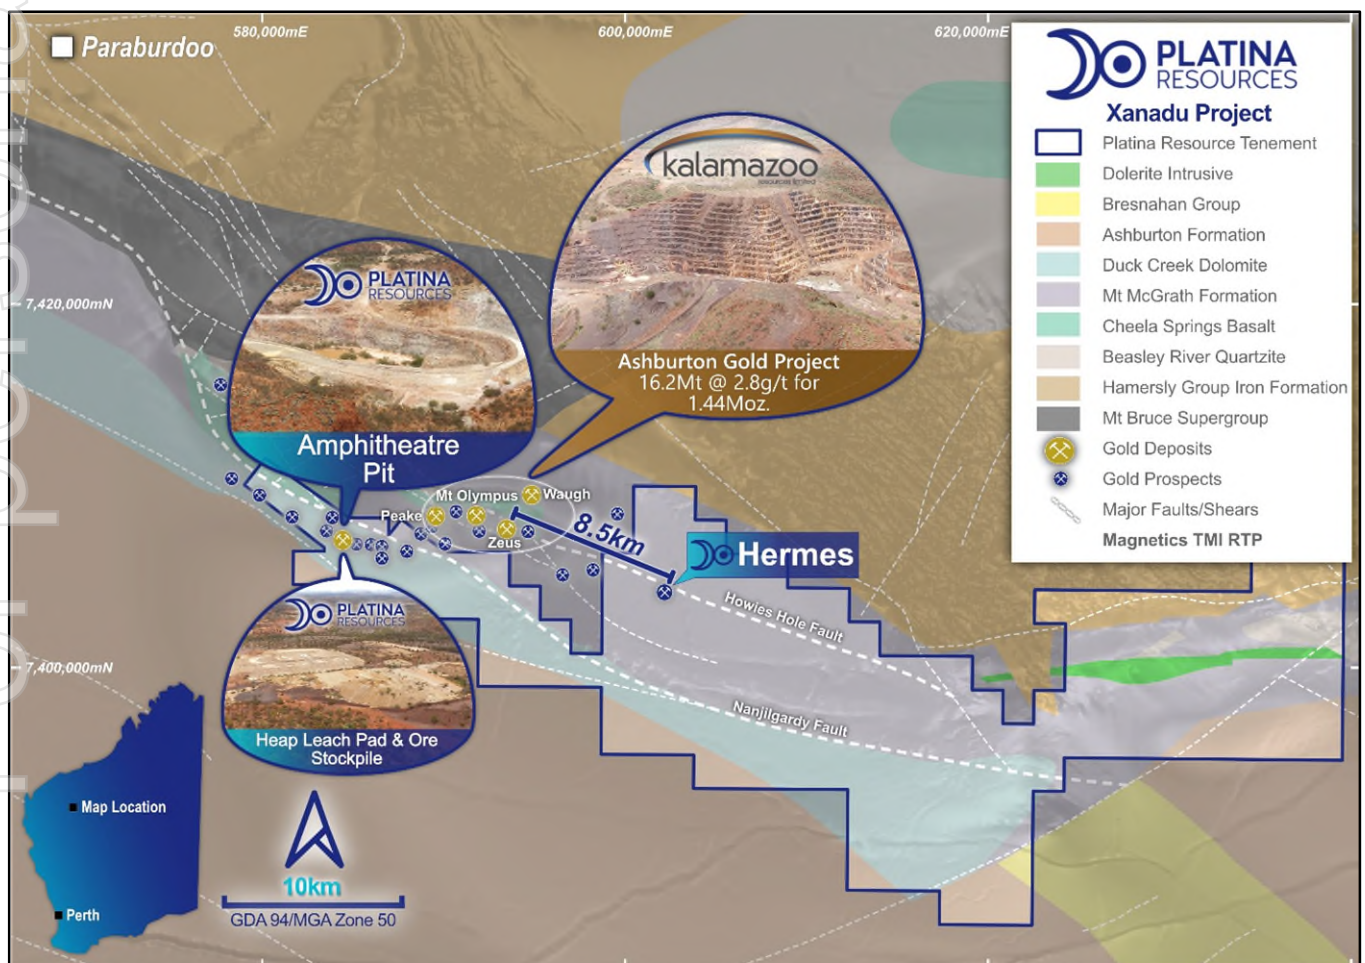 580,000mE
600,000mE
620,000mE
Paraburdoo
PLATINA
RESOURCES
Xanadu Project
Platina Resource Tenement
Dolerite Intrusive
Bresnahan Group
Ashburton Formation
Duck Creek Dolomite
Mt McGrath Formation
Cheela Springs Basalt
Beasley River Quartzite
Hamersly Group Iron Formation
Mt Bruce Supergroup
Gold Deposits
Gold Prospects
Major Faults/Shears
Magnetics TMI RTP
kalamazoo
resources limited
Ashburton Gold Project
16.2Mt @ 2.8g/t for
1.44Moz.
PLATINA
RESOURCES
Amphitheatre
Pit
7,420,000mN
Mt Olympus
Waugh
Peake
Zeus
8.5km
Hermes
Howies Hole Fault
Nanjilgardy Fault
7,400,000mN
PLATINA
RESOURCES
Heap Leach Pad & Ore
Stockpile
Map Location
Perth
10km
GDA 94/MGA Zone 50